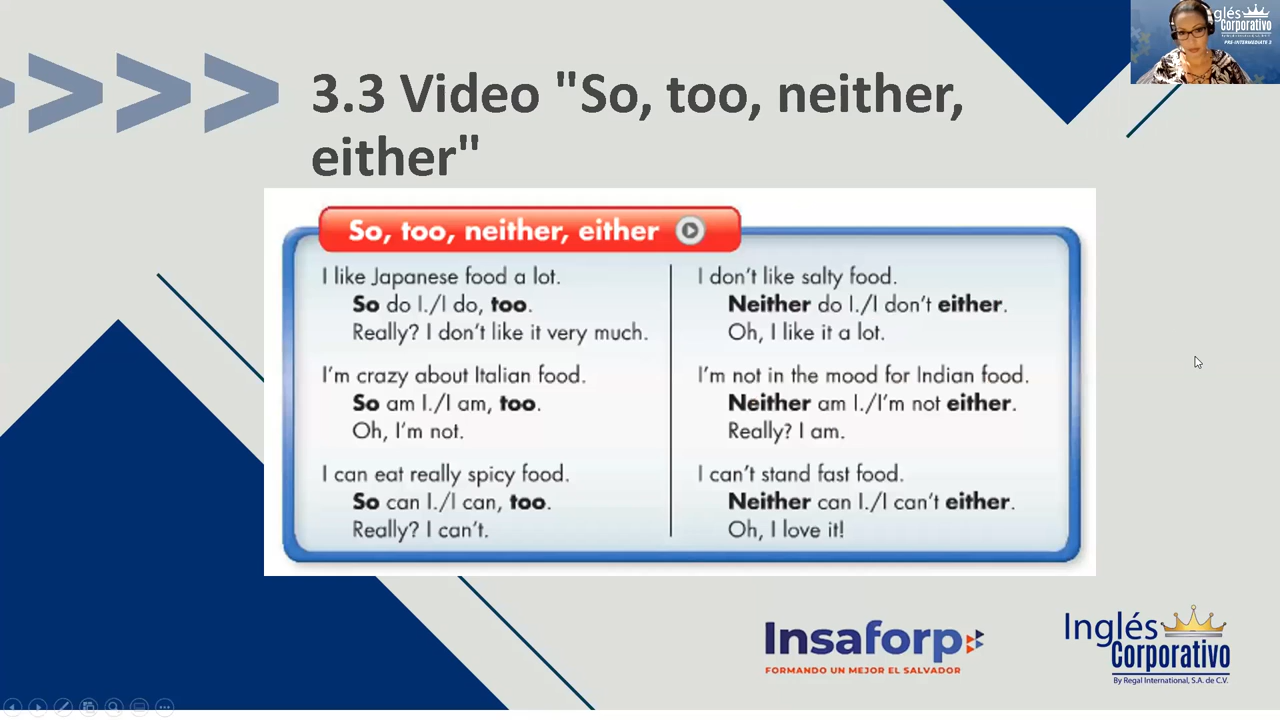 3.3 Video "So, too, neither,
either"
So, too, neither, either
I like Japanese food a lot.
So do I./I do, too.
Really? I don't like it very much.
I'm crazy about Italian food.
So am I./I am, too.
Oh, I'm not.
I can eat really spicy food.
So can I./I can, too.
Really? I can't.
I don't like salty food.
Neither do I./I don't either.
Oh, I like it a lot.
I'm not in the mood for Indian food.
Neither am I./I'm not either.
Really? I am.
I can't stand fast food.
Neither can I./I can't either.
Oh, I love it!
Insaforp
FORMANDO UN MEJOR EL SALVADOR
Inglés
Corporativo
By Regal International, S.A. de C.V.
glés
Corporativo
PRE-INTERMEDIATE 2